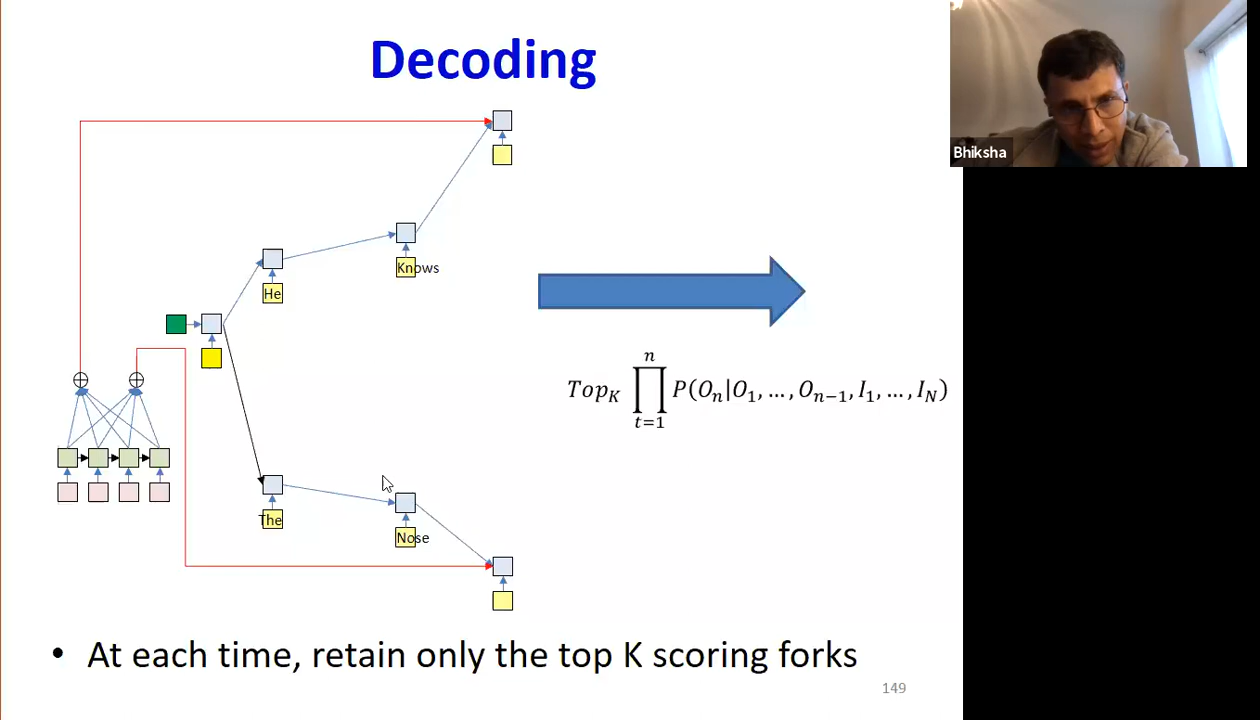 Decoding
Bhiksha
Knows
He
n
Top_K ∏ P(O_n|O_1, …, O_{n−1}, I_1, …, I_N)
t=1
The
Nose
• At each time, retain only the top K scoring forks
149